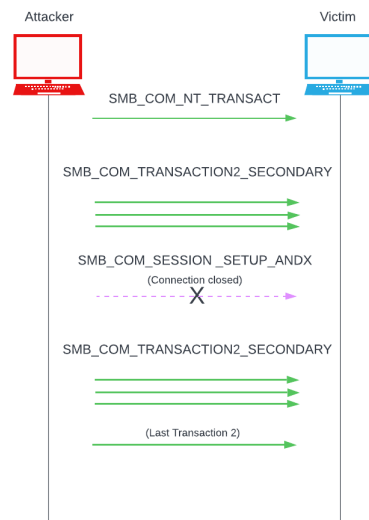 Attacker
Victim
SMB_COM_NT_TRANSACT
SMB_COM_TRANSACTION2_SECONDARY
SMB_COM_SESSION _SETUP_ANDX
(Connection closed)
X
SMB_COM_TRANSACTION2_SECONDARY
(Last Transaction 2)